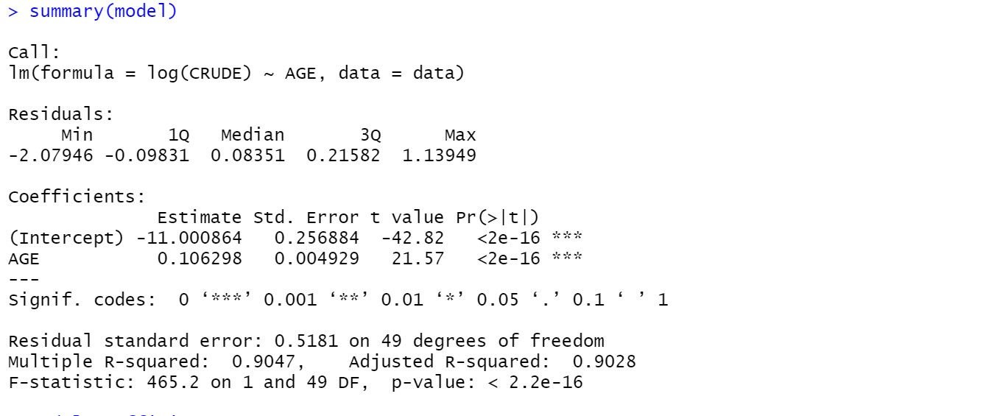 > summary(model)
Call:
lm(formula = log(CRUDE) ~ AGE, data = data)
Residuals:
     Min       1Q   Median       3Q      Max
-2.07946 -0.09831  0.08351  0.21582  1.13949
Coefficients:
             Estimate Std. Error t value Pr(>|t|)
(Intercept) -11.000864   0.256884  -42.82   <2e-16 ***
AGE           0.106298   0.004929   21.57   <2e-16 ***
---
Signif. codes:  0 ‘***’ 0.001 ‘**’ 0.01 ‘*’ 0.05 ‘.’ 0.1 ‘ ’ 1
Residual standard error: 0.5181 on 49 degrees of freedom
Multiple R-squared:  0.9047,    Adjusted R-squared:  0.9028
F-statistic: 465.2 on 1 and 49 DF,  p-value: < 2.2e-16